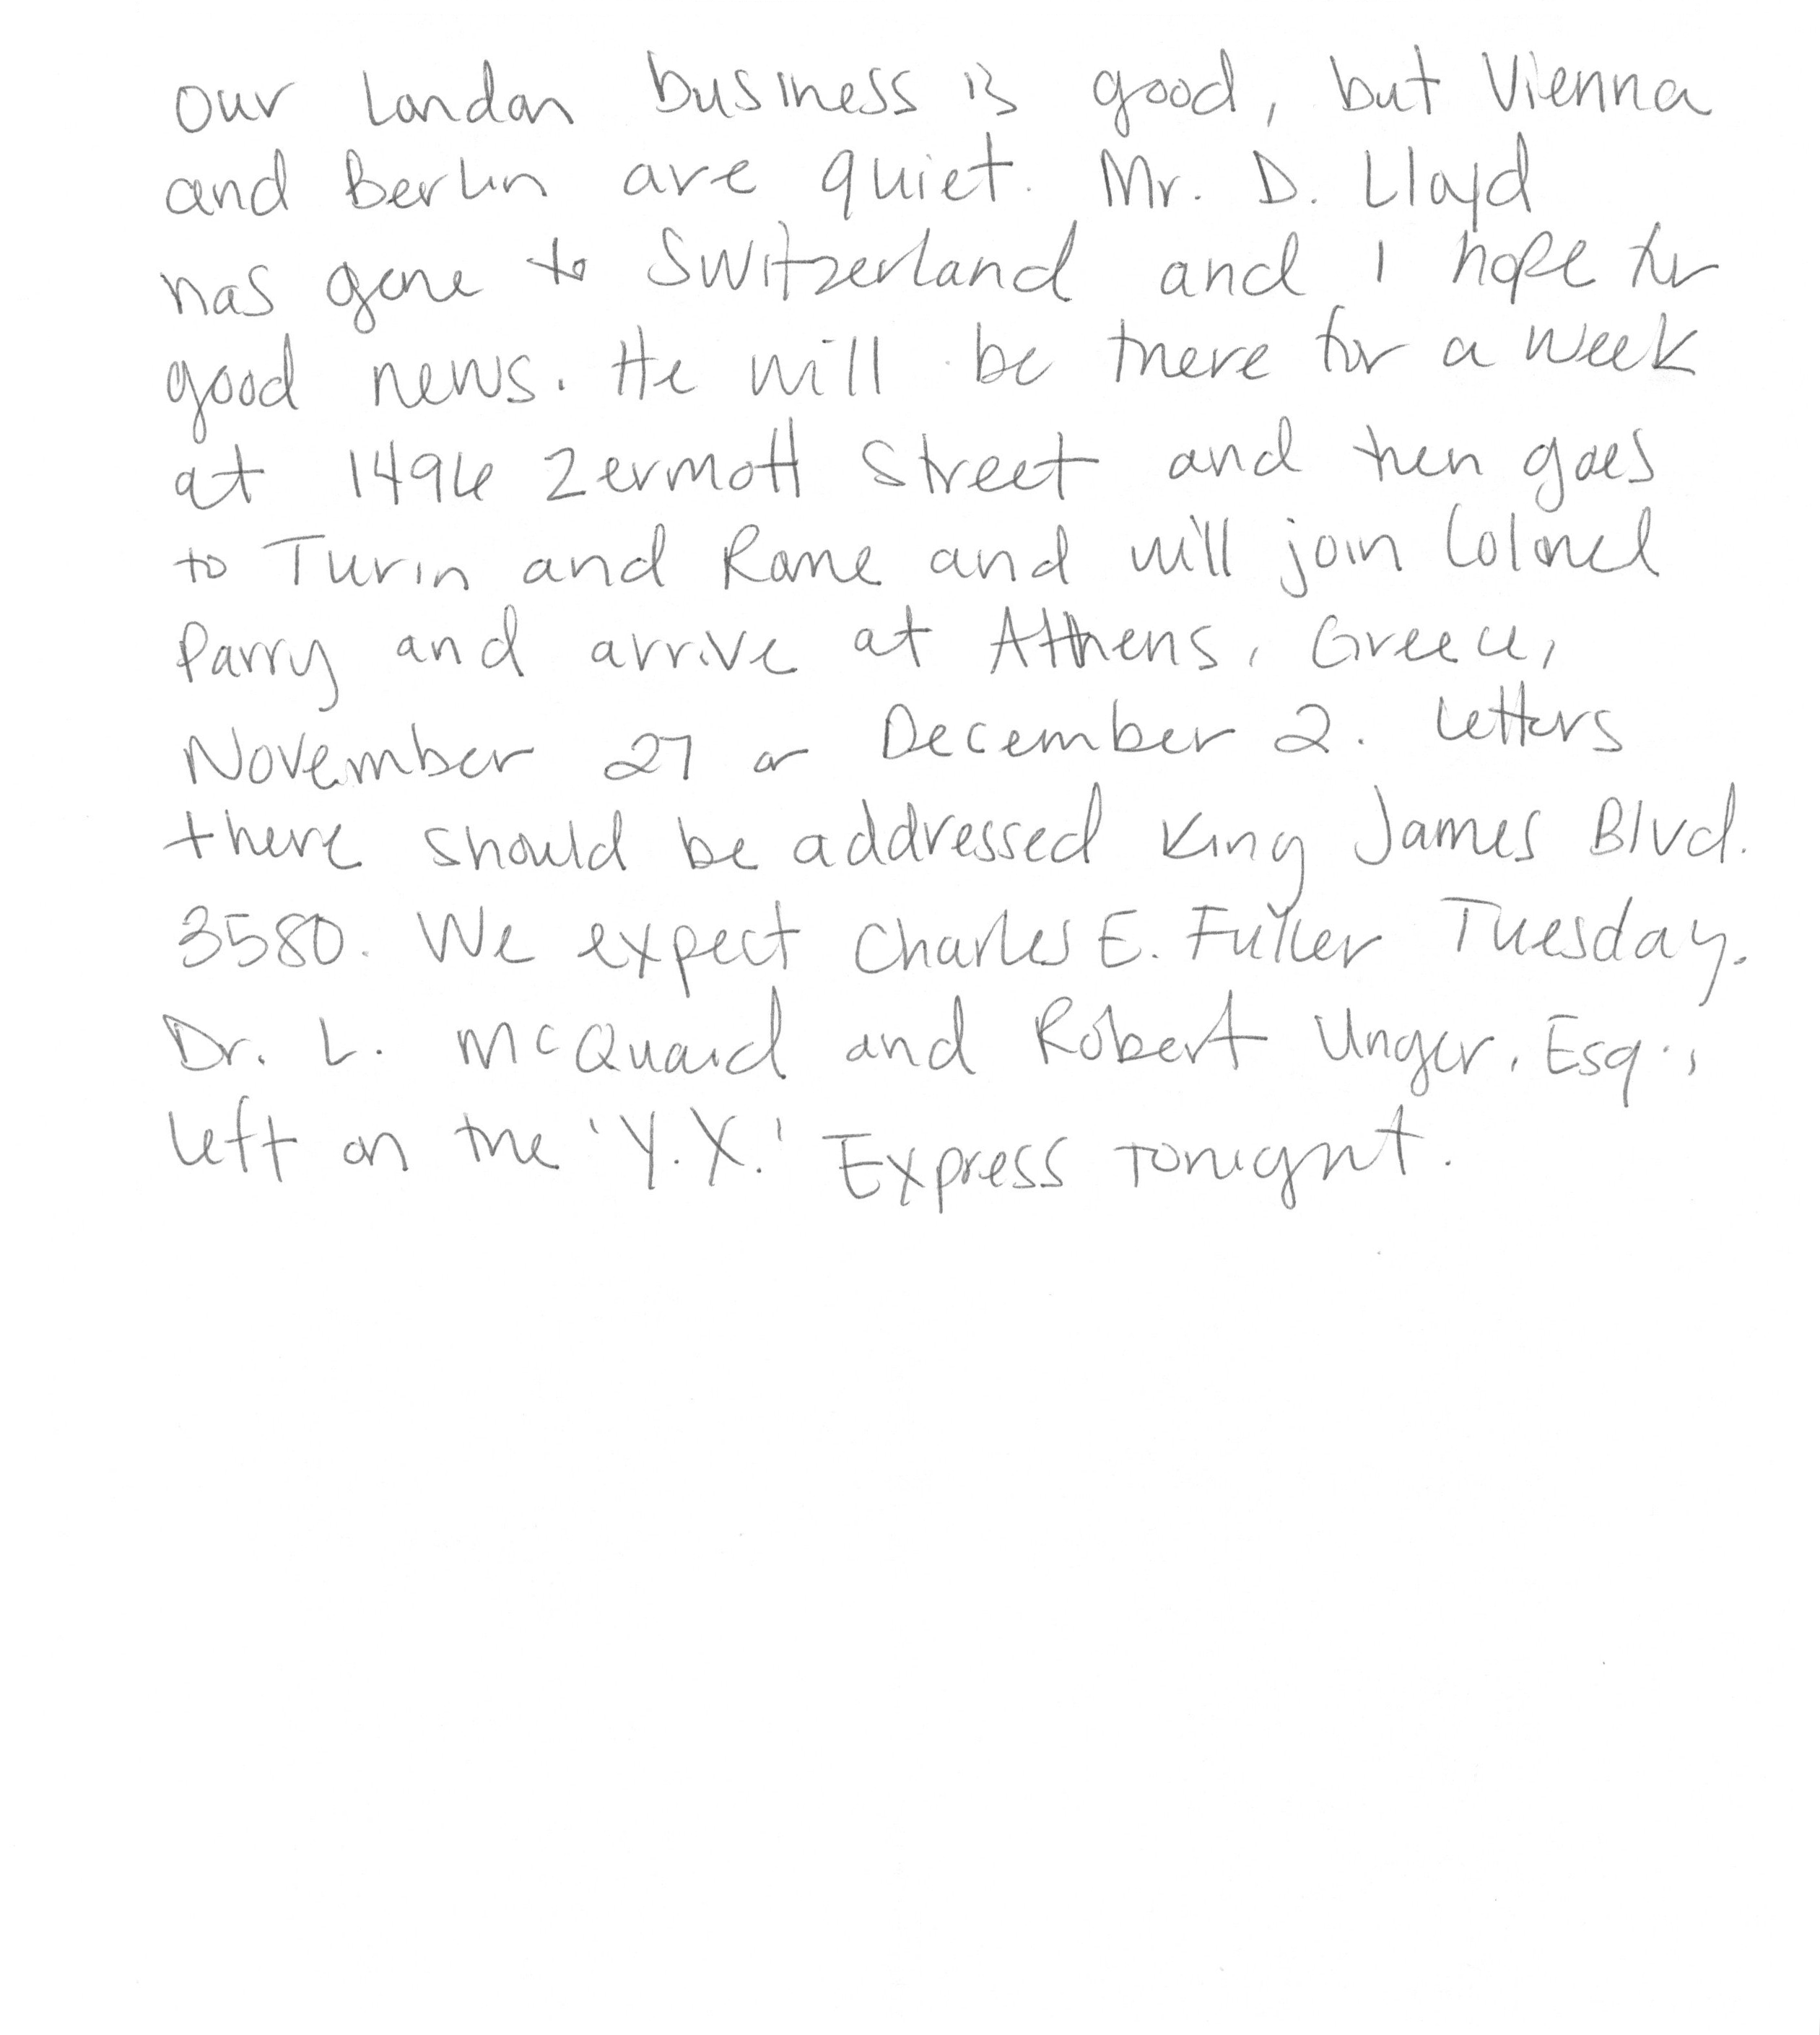 Our London business is good, but Vienna
and Berlin are quiet. Mr. D. Lloyd
has gone to Switzerland and I hope for
good news. He will be there for a week
at 1496 Zermott Street and then goes
to Turin and Rome and will join Colonel
Parry and arrive at Athens, Greece,
November 27 or December 2. Letters
there should be addressed King James Blvd.
3580. We expect Charles E. Fuller Tuesday.
Dr. L. McQuaid and Robert Unger, Esq.,
left on the 'Y.X.' Express tonight.